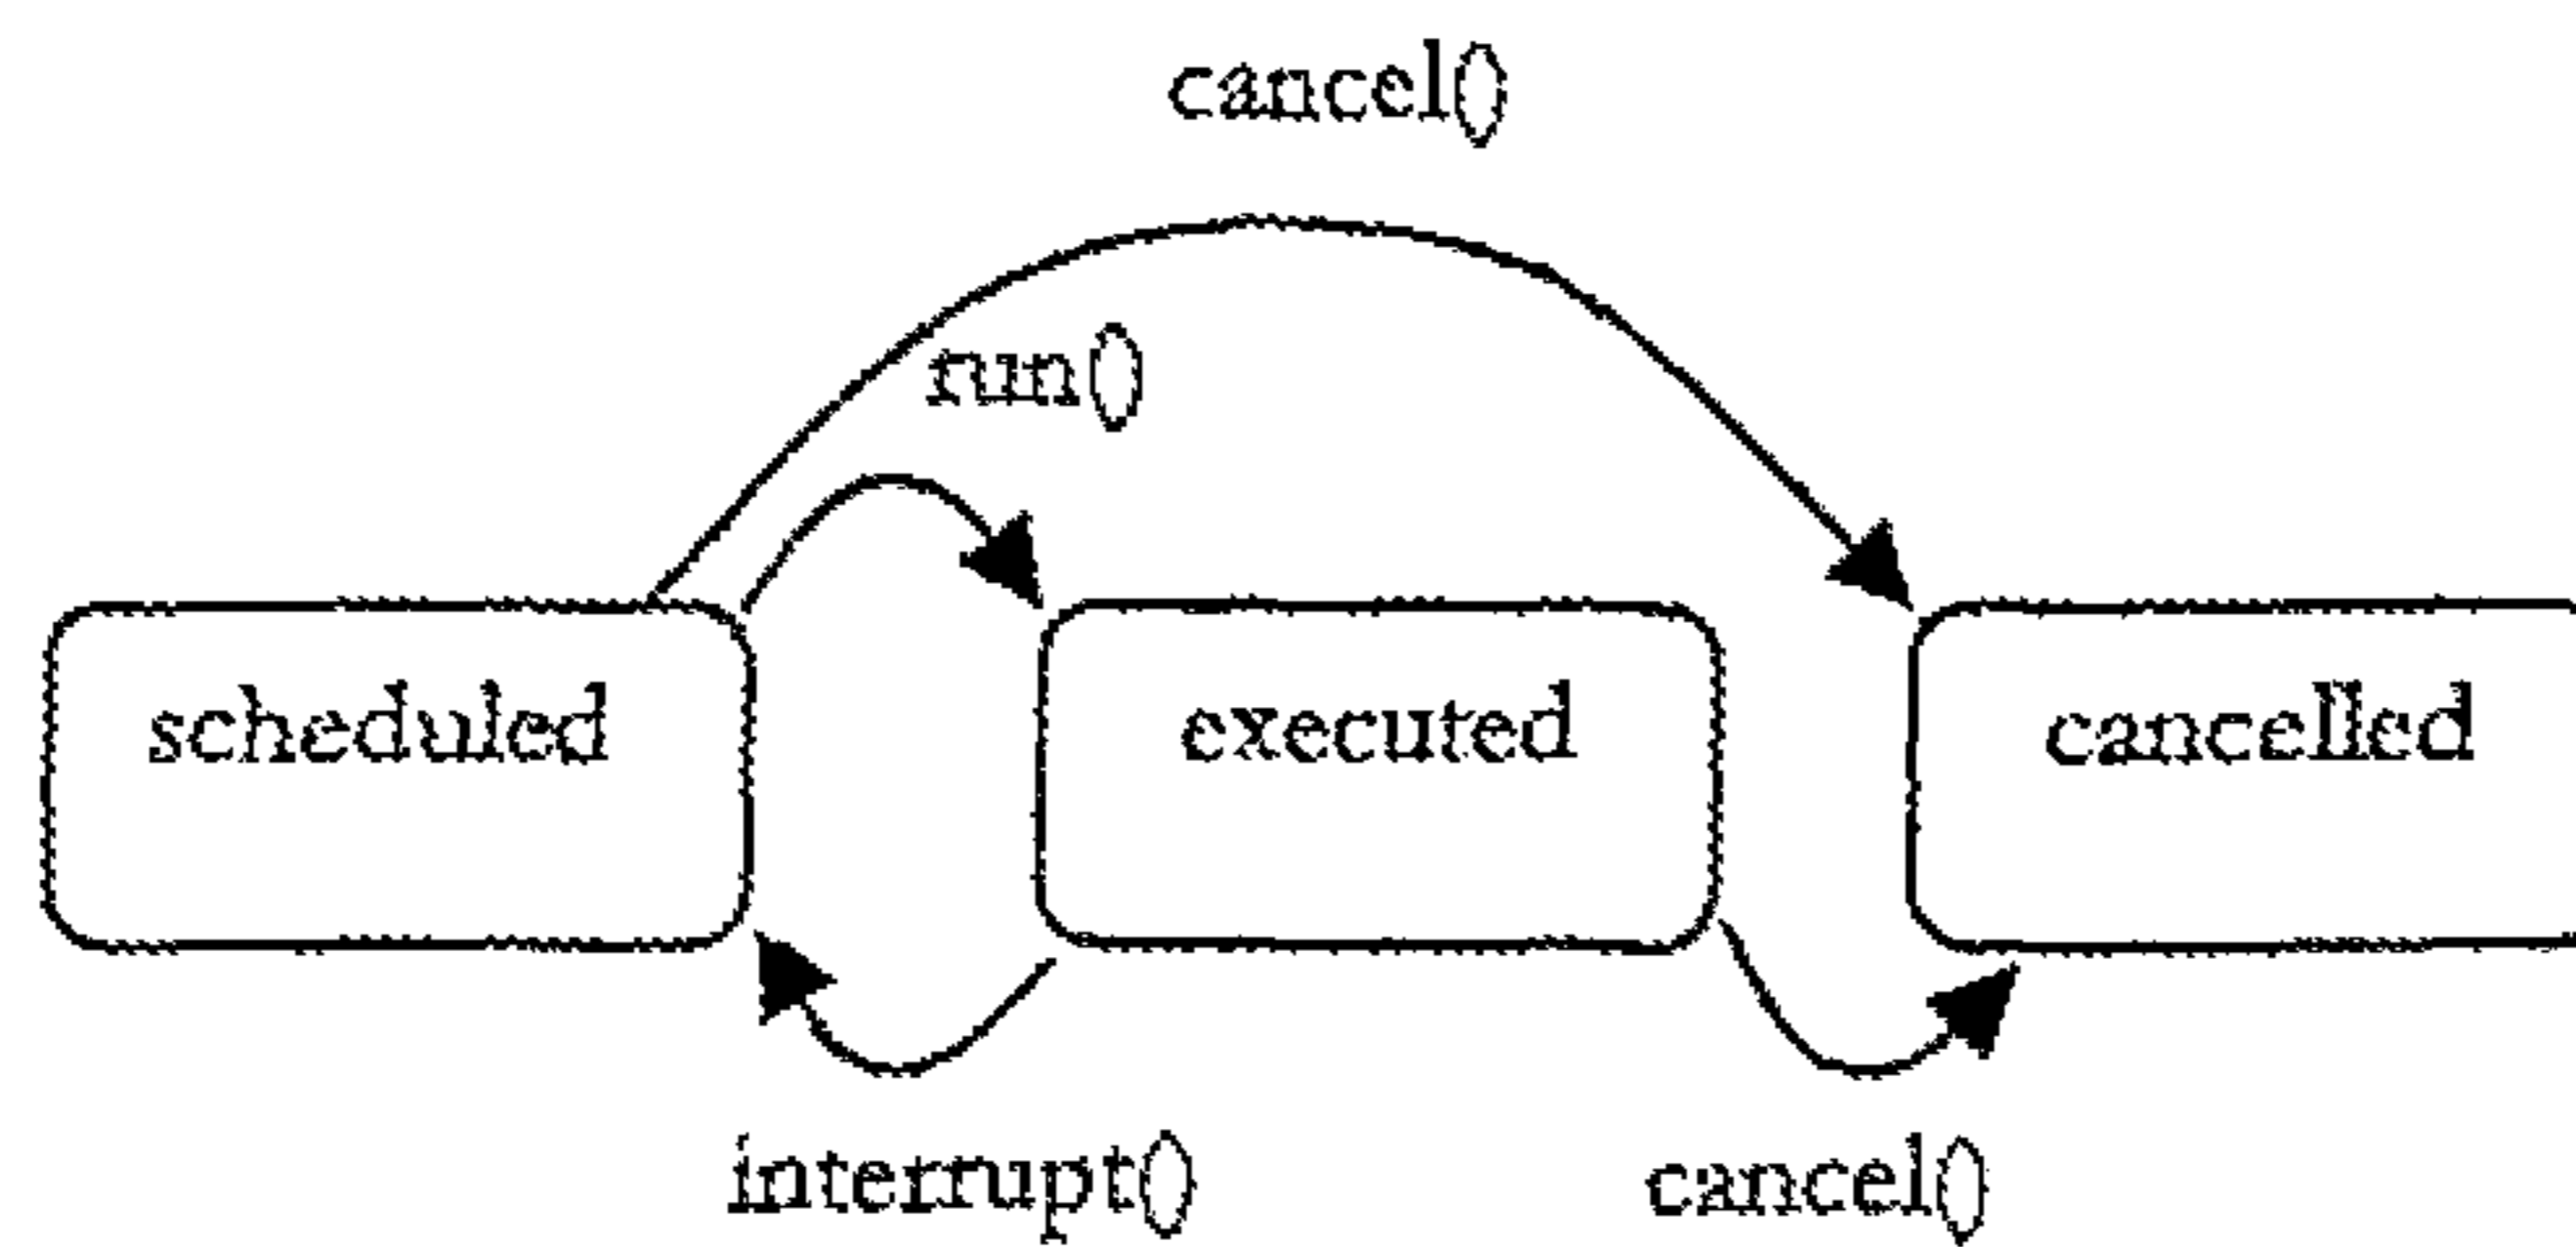 cancel()
run()
scheduled
executed
cancelled
interrupt()
cancel()